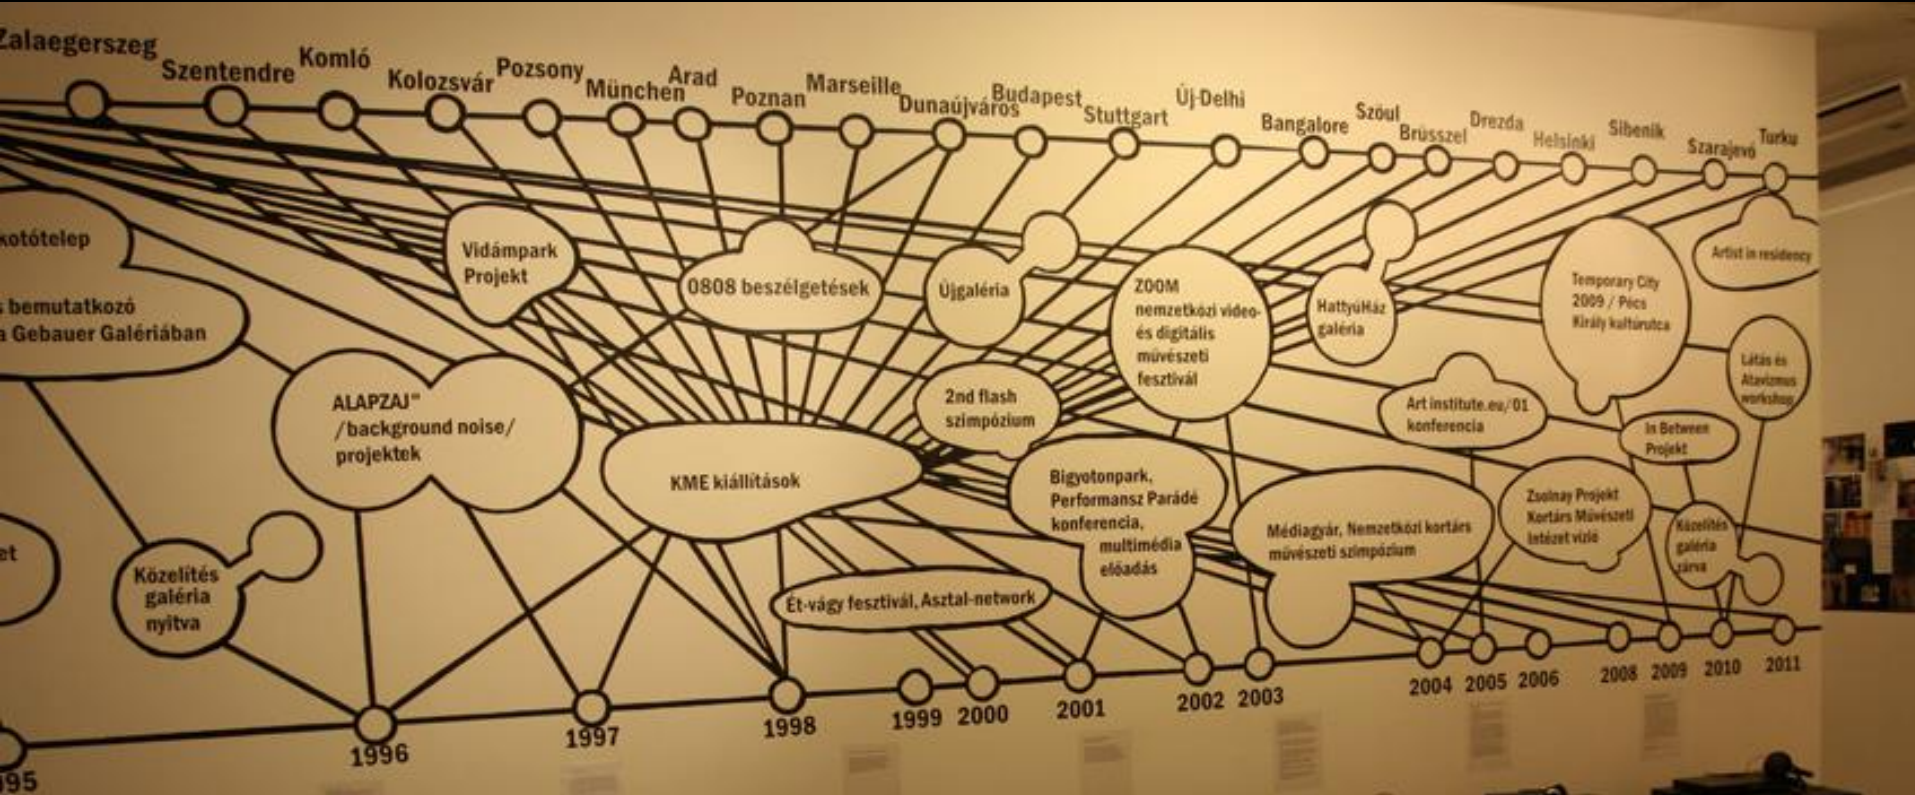 Zalaegerszeg
Szentendre
Komló
Kolozsvár
Pozsony
München
Arad
Poznan
Marseille
Dunaújváros
Budapest
Stuttgart
Új-Delhi
Bangalore
Szöul
Brüsszel
Drezda
Helsinki
Sibenik
Szarajevó
Turku
kotótelep
s bemutatkozó
a Gebauer Galériában
Vidámpark
Projekt
0808 beszélgetések
Újgaléria
ZOOM
nemzetközi video-
és digitális
művészeti
fesztivál
HattyúHáz
galéria
Temporary City
2009 / Pécs
Király kultúrutca
Artist in residency
Látás és
Atavizmus
workshop
ALAPZAJ"
/background noise/
projektek
2nd flash
szimpózium
Art institute.eu/01
konferencia
In Between
Projekt
KME kiállítások
Bigyotonpark,
Performansz Parádé
konferencia,
multimédia
előadás
Médiagyár, Nemzetközi kortárs
művészeti szimpózium
Zsolnay Projekt
Kortárs Művészeti
Intézet vízió
Közelítés
galéria
zárva
et
Közelítés
galéria
nyitva
Ét-vágy fesztivál, Asztal-network
95
1996
1997
1998
1999
2000
2001
2002
2003
2004
2005
2006
2008
2009
2010
2011